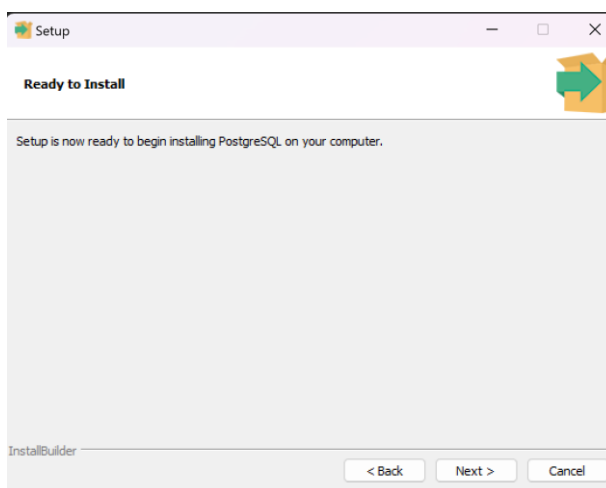 Setup
Ready to Install
Setup is now ready to begin installing PostgreSQL on your computer.
InstallBuilder
< Back
Next >
Cancel